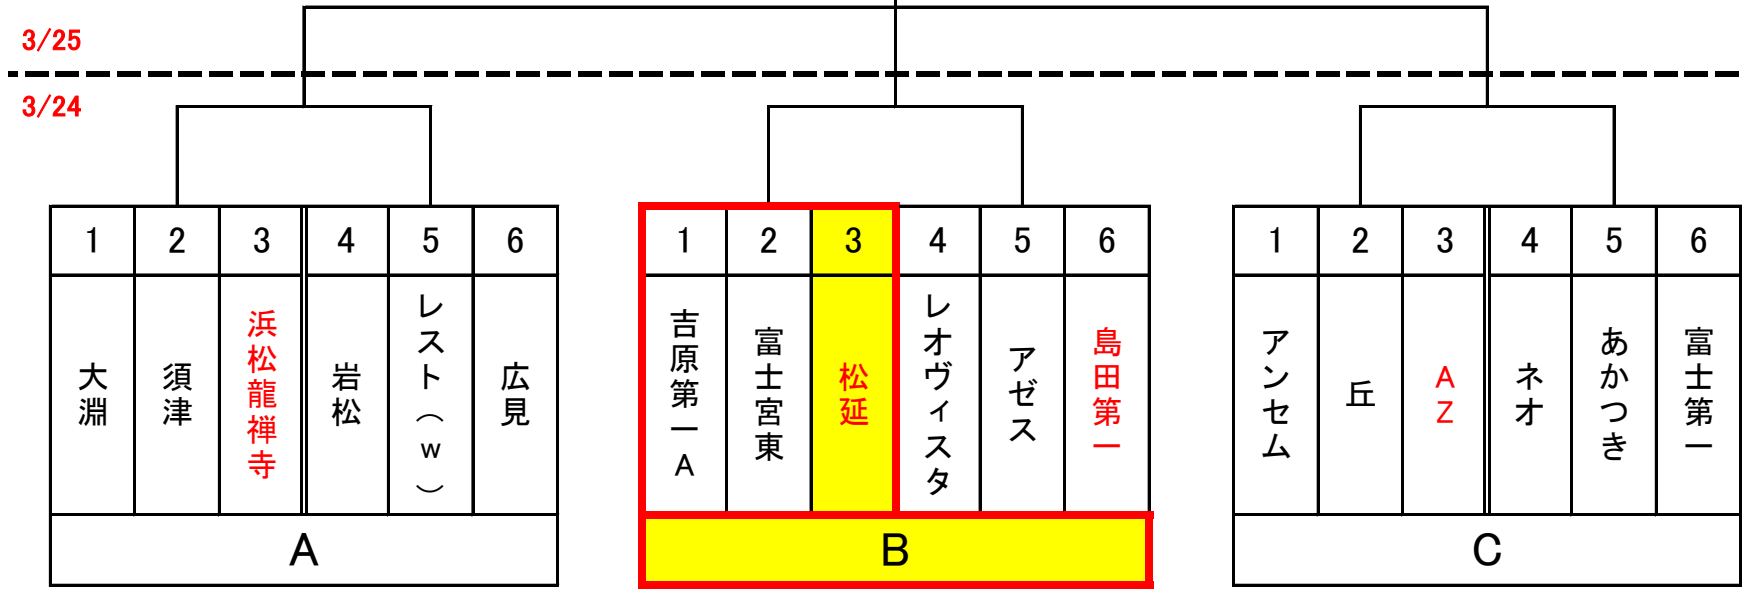 3/25
3/24
1 2 3 4 5 6
大淵 須津 浜松龍禅寺 岩松 レスト(w) 広見
A
1 2 3 4 5 6
吉原第一A 富士宮東 松延 レオヴィスタ アゼス 島田第一
B
1 2 3 4 5 6
アンセム 丘 AZ ネオ あかつき 富士第一
C